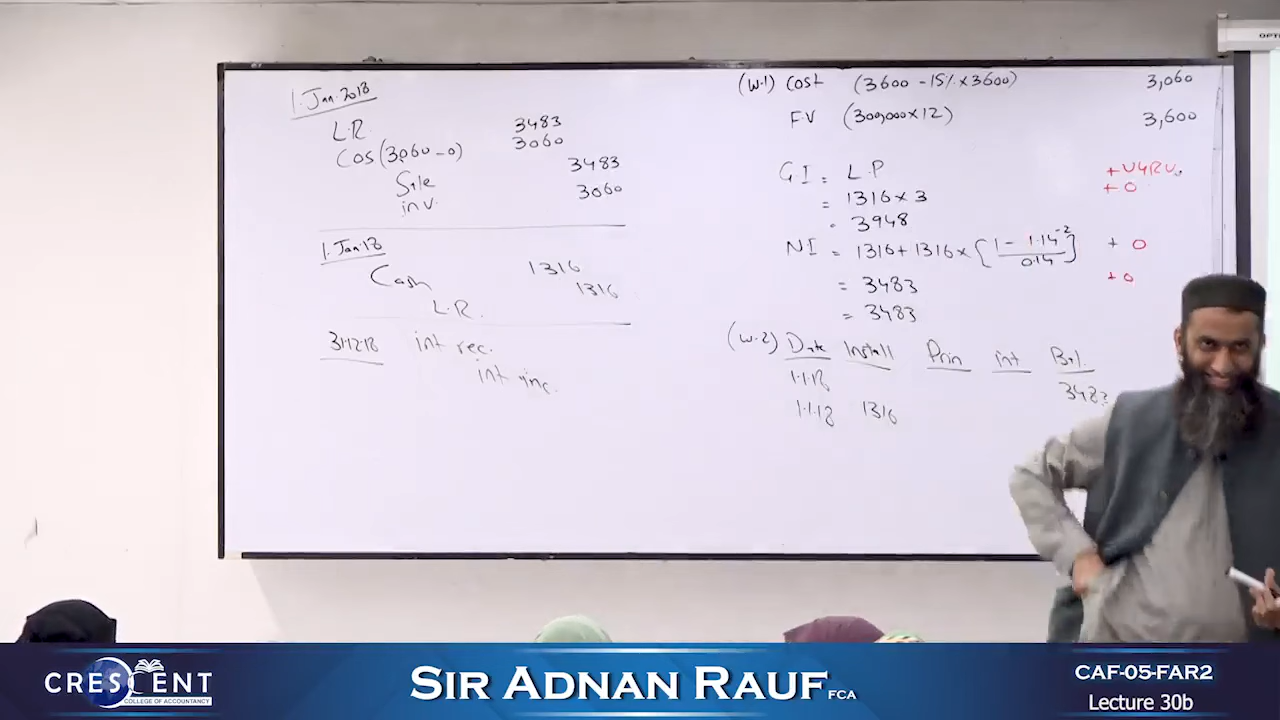 1.Jan.2018
L.R. 3483
Cos (3060-0) 3060
Sale 3483
inv. 3060
1.Jan.18
Cash 1316
L.R. 1316
31.12.18 int rec.
int inc.
(W.1) Cost (3600 - 15% x 3600) 3,060
F.V (300,000 x 12) 3,600
GI = L.P + U4RV
= 1316 x 3 + 0
= 3948
NI = 1316 + 1316 x [1 - 1.14^-2 / 0.14] + 0
= 3483 + 0
= 3483
(W.2) Date Install Prin int Bal.
1.1.18 3483
1.1.18 1316
CRESCENT
COLLEGE OF ACCOUNTANCY
SIR ADNAN RAUF FCA
CAF-05-FAR2
Lecture 30b